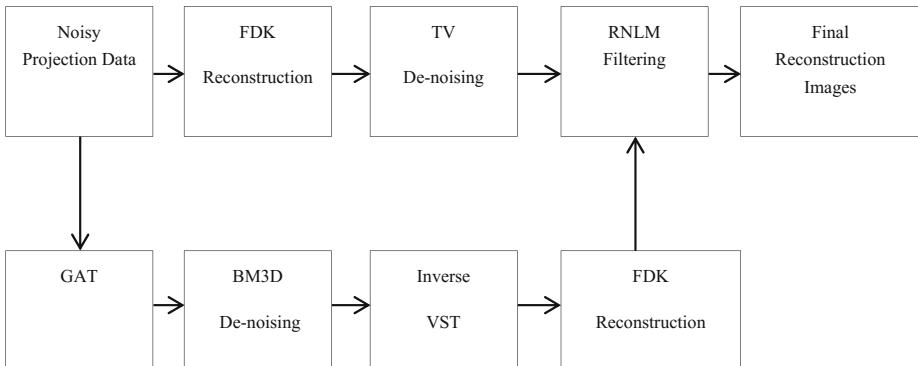 Noisy
Projection Data
FDK
Reconstruction
TV
De-noising
RNLM
Filtering
Final
Reconstruction
Images
GAT
BM3D
De-noising
Inverse
VST
FDK
Reconstruction